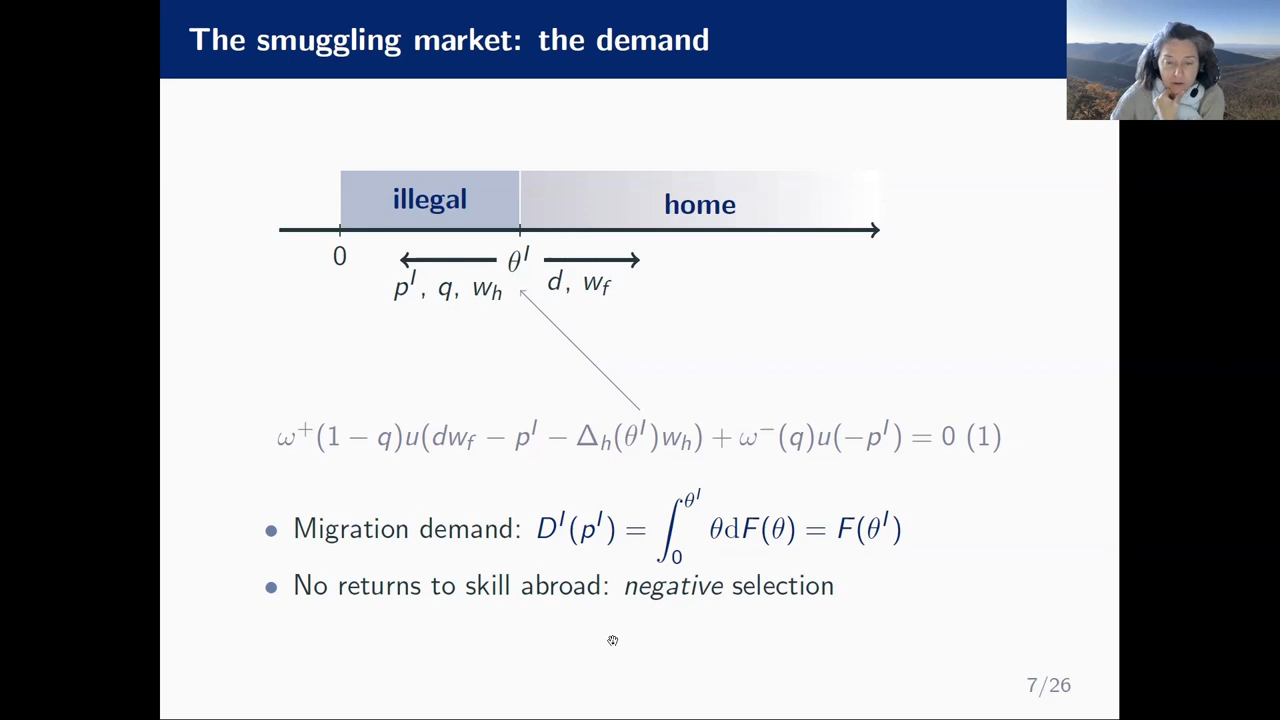 The smuggling market: the demand
illegal
home
0
θ^I
p^I, q, w_h
d, w_f
ω^+(1 − q)u(dw_f − p^I − Δ_h(θ^I)w_h) + ω^−(q)u(−p^I) = 0 (1)
• Migration demand: D^I(p^I) = ∫_0^{θ^I} θdF(θ) = F(θ^I)
• No returns to skill abroad: negative selection
7/26